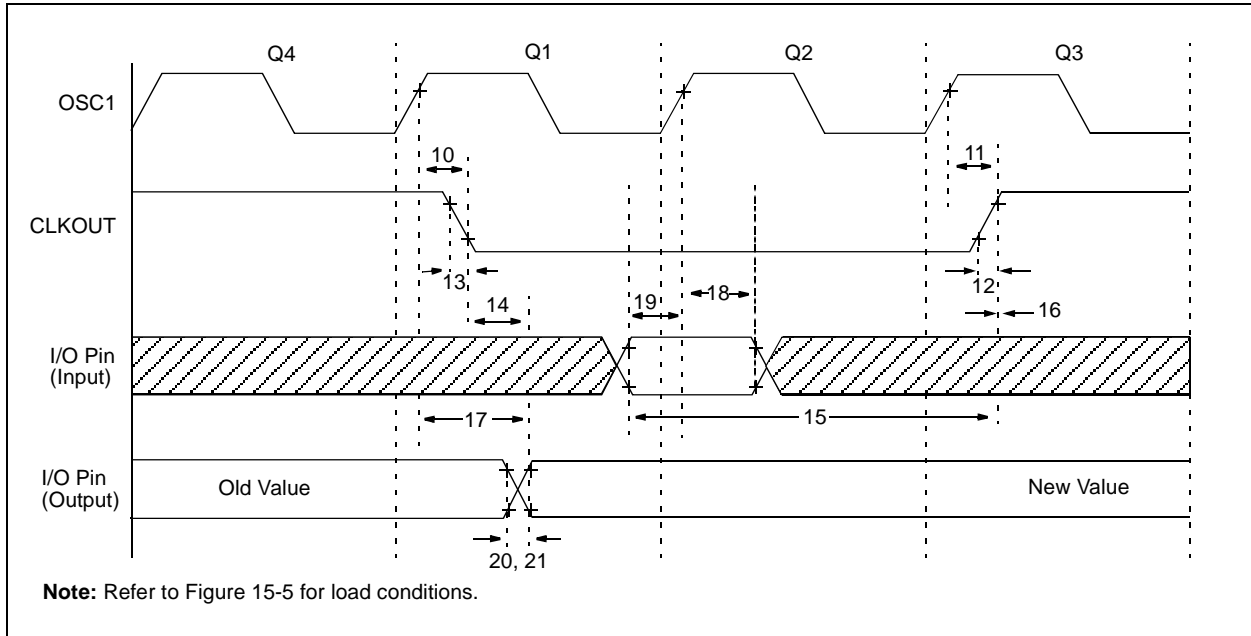 Q4 Q1 Q2 Q3
OSC1
10 11
CLKOUT
13 12
14 19 18 16
I/O Pin
(Input)
17 15
I/O Pin
(Output)
Old Value New Value
20, 21
Note: Refer to Figure 15-5 for load conditions.